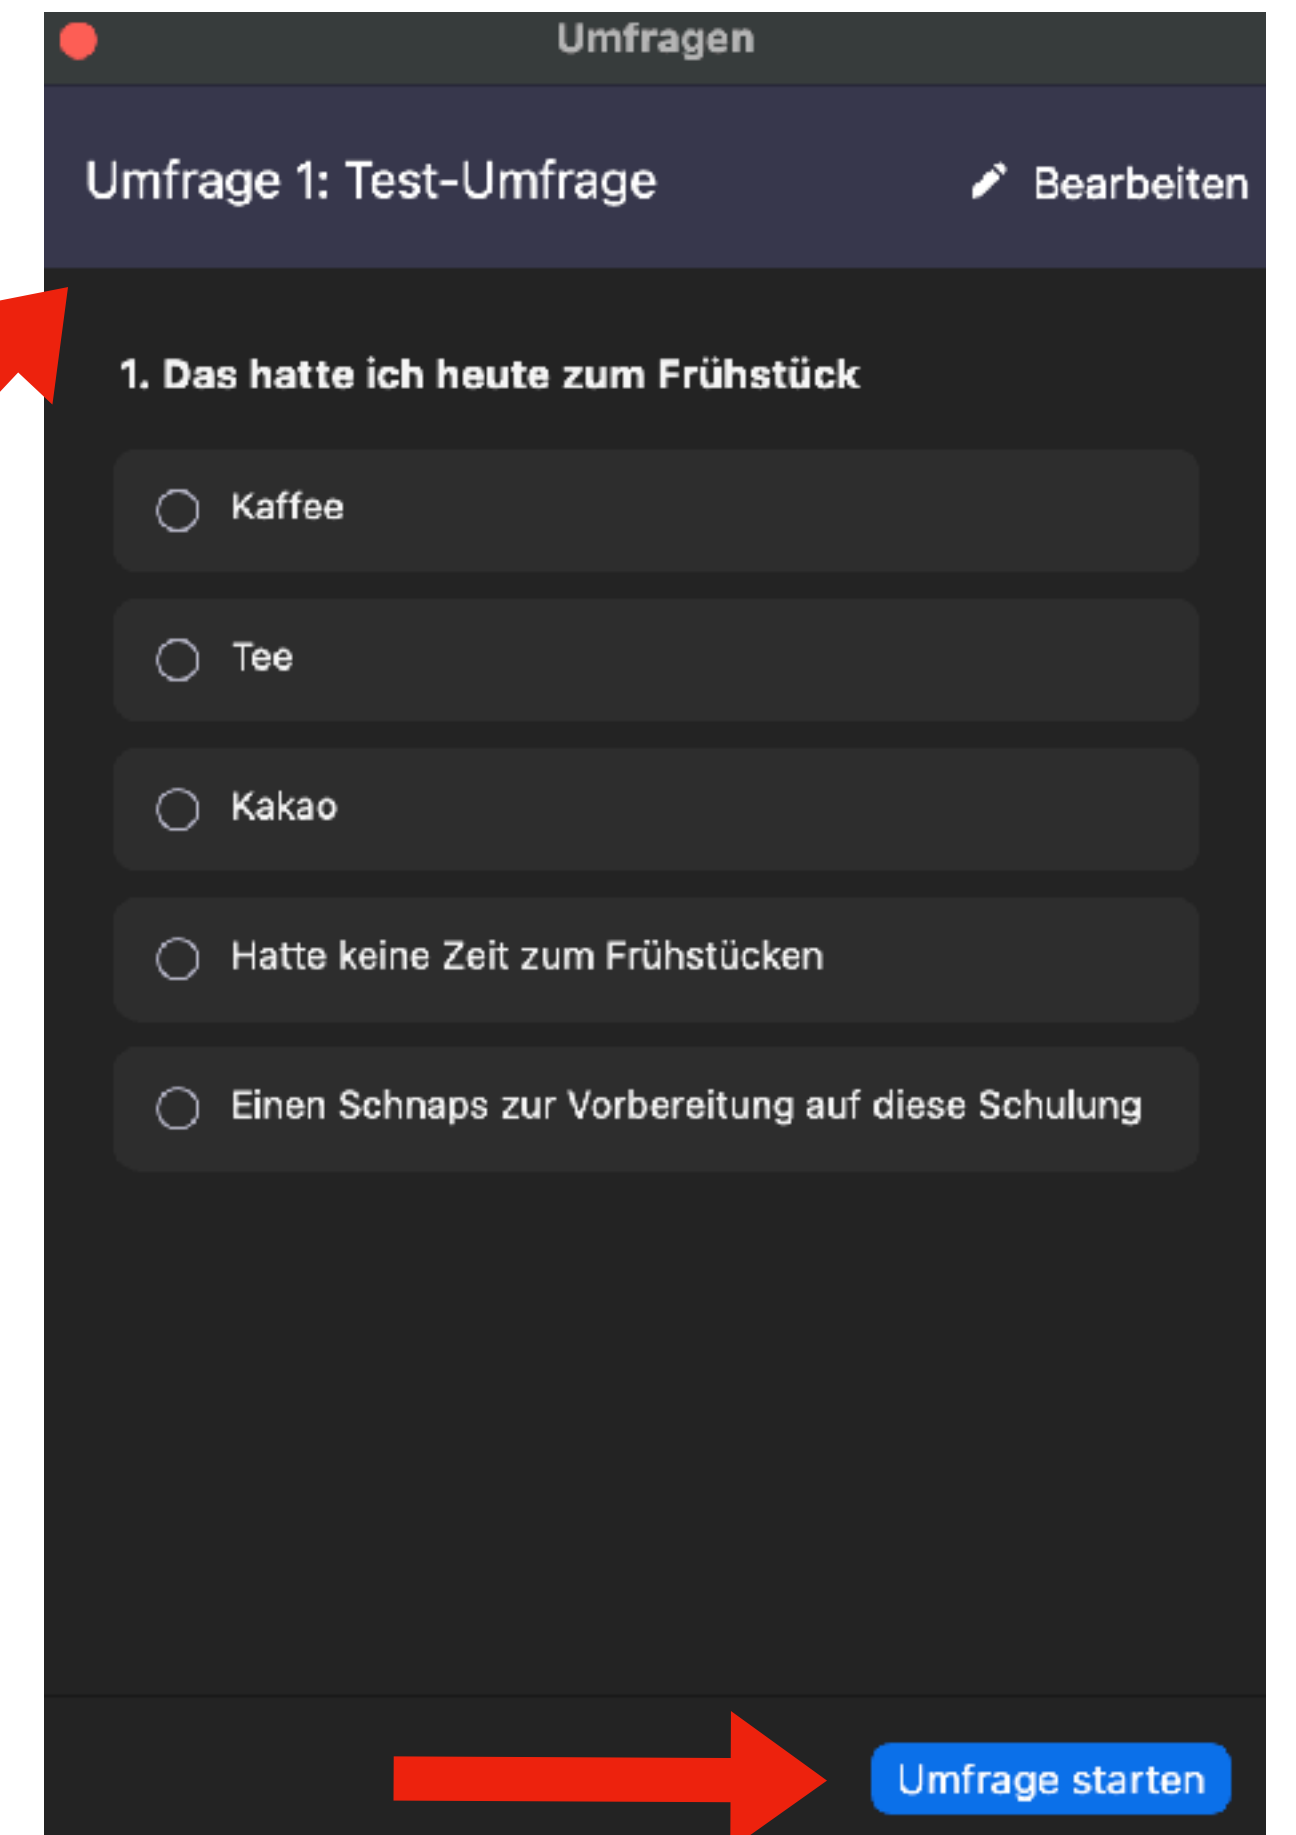 Umfragen
Umfrage 1: Test-Umfrage
Bearbeiten
1. Das hatte ich heute zum Frühstück
Kaffee
Tee
Kakao
Hatte keine Zeit zum Frühstücken
Einen Schnaps zur Vorbereitung auf diese Schulung
Umfrage starten